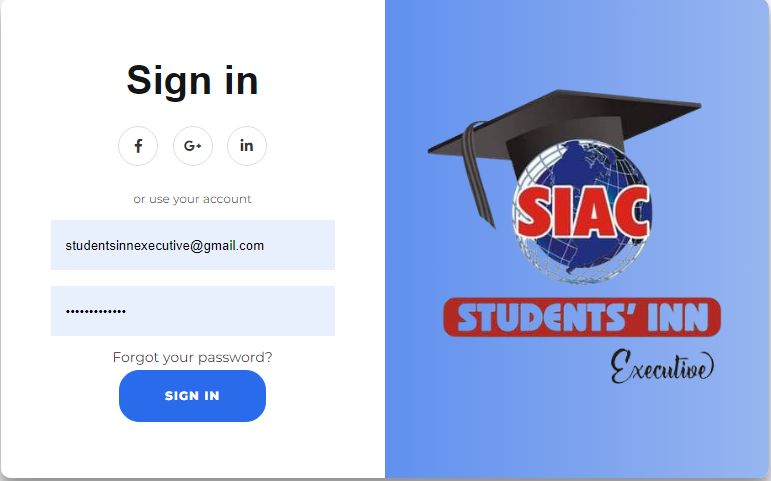 Sign in
f
G+
in
or use your account
studentsinnexecutive@gmail.com
•••••••••••••
Forgot your password?
SIGN IN
SIAC
STUDENTS' INN
Executive